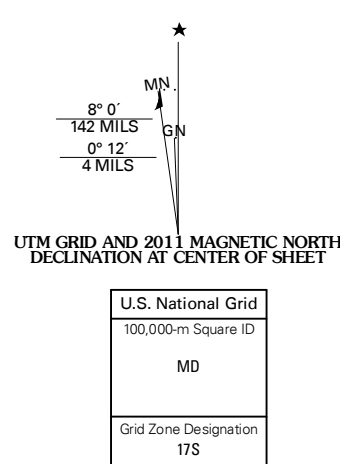 MN
8° 0´
142 MILS
GN
0° 12´
4 MILS
UTM GRID AND 2011 MAGNETIC NORTH
DECLINATION AT CENTER OF SHEET
U.S. National Grid
100,000-m Square ID
MD
Grid Zone Designation
17S